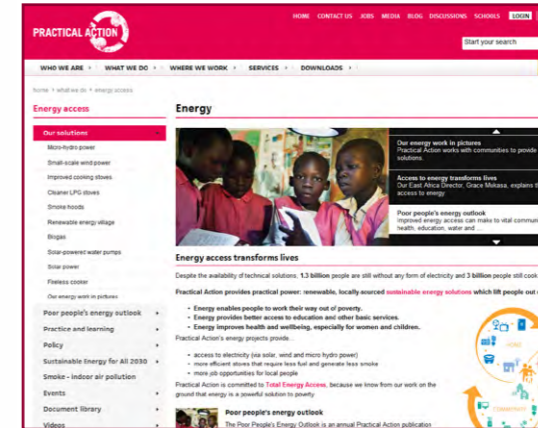 HOME CONTACT US JOBS MEDIA BLOG DISCUSSIONS SCHOOLS LOGIN
PRACTICAL ACTION
Start your search
WHO WE ARE WHAT WE DO WHERE WE WORK SERVICES DOWNLOADS
home what we do energy access
Energy access
Our solutions
Micro-hydro power
Small-scale wind power
Improved cooking stoves
Cleaner LPG stoves
Smoke hoods
Renewable energy village
Biogas
Solar-powered water pumps
Solar power
Fireless cooker
Our energy work in pictures
Poor people's energy outlook
Practice and learning
Policy
Sustainable Energy for All 2030
Smoke - indoor air pollution
Events
Document library
Videos
Energy
Our energy work in pictures
Practical Action works with communities to provide
solutions.
Access to energy transforms lives
Our East Africa Director, Grace Mukasa, explains
access to energy
Poor people's energy outlook
Improved energy access can make to vital
health, education, water and ...
Energy access transforms lives
Despite the availability of technical solutions, 1.3 billion people are still without any form of electricity and 3 billion people still cook
Practical Action provides practical power: renewable, locally sourced sustainable energy solutions which lift people out
• Energy enables people to work their way out of poverty.
• Energy provides better access to education and other basic services.
• Energy improves health and wellbeing, especially for women and children.
Practical Action's energy projects provide...
• access to electricity (via solar, wind and micro hydro power)
• more efficient stoves that require less fuel and generate less smoke
• more job opportunities for local people
Practical Action is committed to Total Energy Access, because we know from our work on the
ground that energy is a powerful solution to poverty
HOME
COMMUNITY
Poor people's energy outlook
The Poor People's Energy Outlook is an annual Practical Action publication